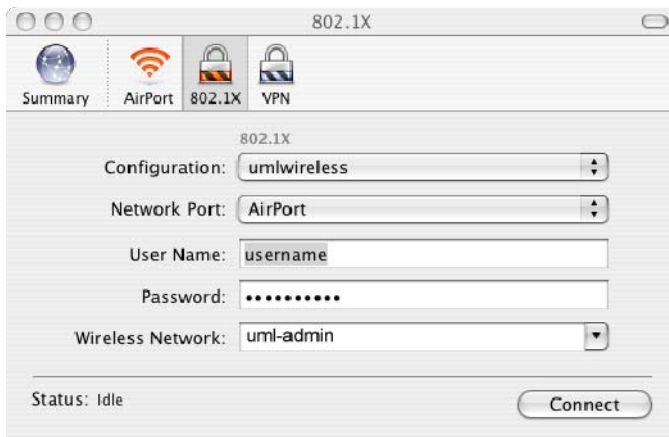 802.1X
Summary AirPort 802.1X VPN
802.1X
Configuration: umlwireless
Network Port: AirPort
User Name: username
Password: ••••••••••
Wireless Network: uml-admin
Status: Idle Connect